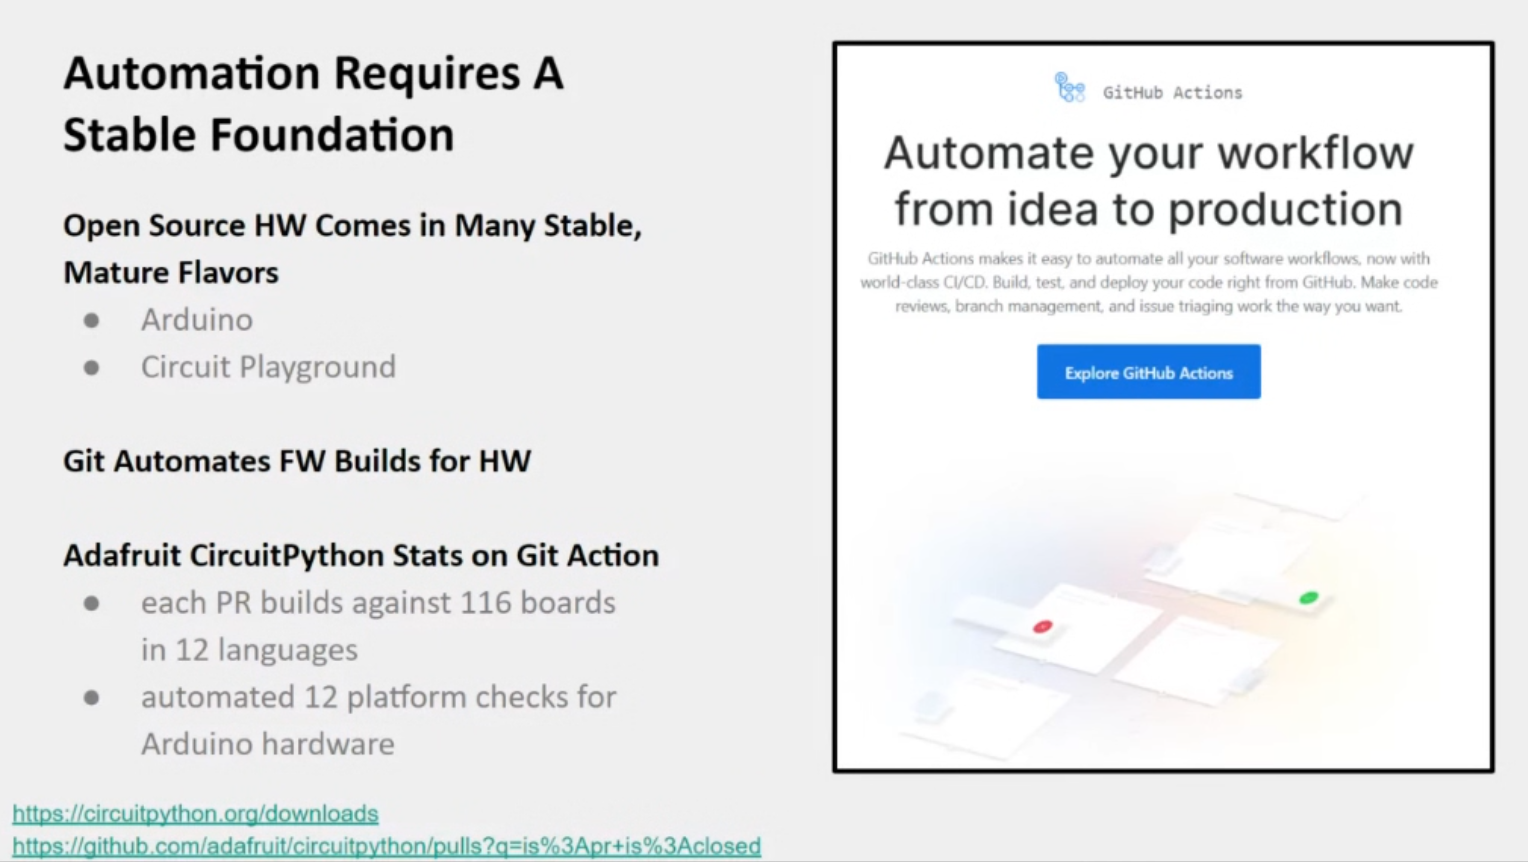 Automation Requires A
Stable Foundation
Open Source HW Comes in Many Stable,
Mature Flavors
● Arduino
● Circuit Playground
Git Automates FW Builds for HW
Adafruit CircuitPython Stats on Git Action
● each PR builds against 116 boards
in 12 languages
● automated 12 platform checks for
Arduino hardware
https://circuitpython.org/downloads
https://github.com/adafruit/circuitpython/pulls?q=is%3Apr+is%3Aclosed
GitHub Actions
Automate your workflow
from idea to production
GitHub Actions makes it easy to automate all your software workflows, now with
world-class CI/CD. Build, test, and deploy your code right from GitHub. Make code
reviews, branch management, and issue triaging work the way you want.
Explore GitHub Actions